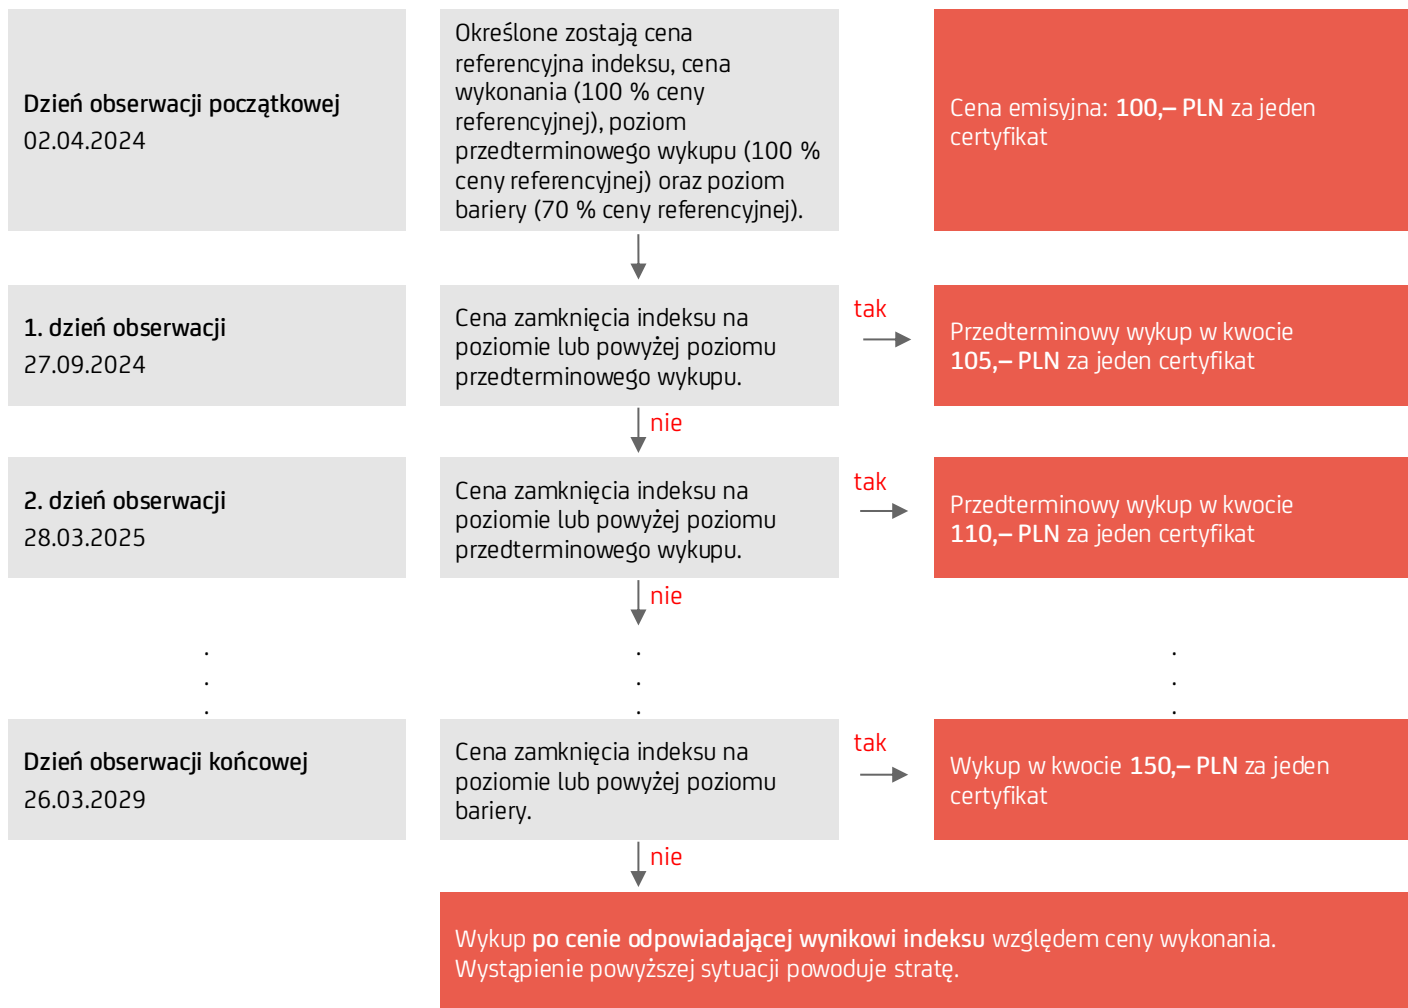 Dzień obserwacji początkowej
02.04.2024
Określone zostają cena
referencyjna indeksu, cena
wykonania (100 % ceny
referencyjnej), poziom
przedterminowego wykupu (100 %
ceny referencyjnej) oraz poziom
bariery (70 % ceny referencyjnej).
Cena emisyjna: 100,– PLN za jeden
certyfikat
1. dzień obserwacji
27.09.2024
Cena zamknięcia indeksu na
poziomie lub powyżej poziomu
przedterminowego wykupu.
tak
Przedterminowy wykup w kwocie
105,– PLN za jeden certyfikat
nie
2. dzień obserwacji
28.03.2025
Cena zamknięcia indeksu na
poziomie lub powyżej poziomu
przedterminowego wykupu.
tak
Przedterminowy wykup w kwocie
110,– PLN za jeden certyfikat
nie
. . .
. . .
. . .
Dzień obserwacji końcowej
26.03.2029
Cena zamknięcia indeksu na
poziomie lub powyżej poziomu
bariery.
tak
Wykup w kwocie 150,– PLN za jeden
certyfikat
nie
Wykup po cenie odpowiadającej wynikowi indeksu względem ceny wykonania.
Wystąpienie powyższej sytuacji powoduje stratę.